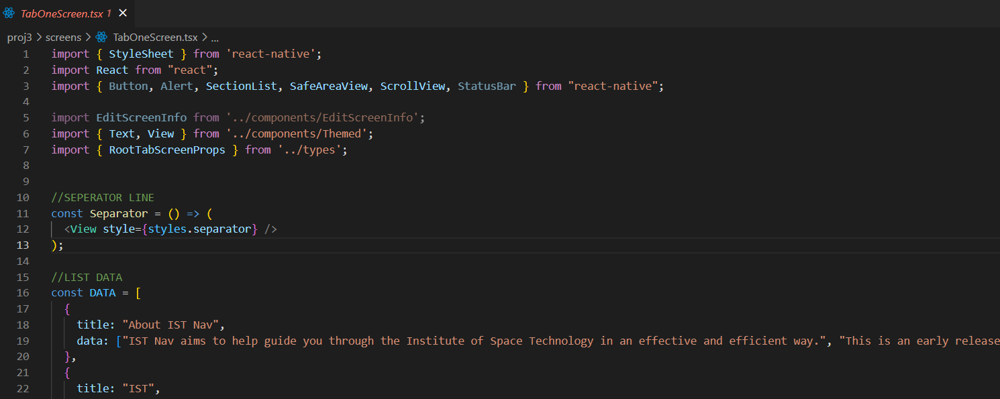 TabOneScreen.tsx 1 ×
proj3 > screens > TabOneScreen.tsx > ...
1 import { StyleSheet } from 'react-native';
2 import React from "react";
3 import { Button, Alert, SectionList, SafeAreaView, ScrollView, StatusBar } from "react-native";
4
5 import EditScreenInfo from '../components/EditScreenInfo';
6 import { Text, View } from '../components/Themed';
7 import { RootTabScreenProps } from '../types';
8
9
10 //SEPERATOR LINE
11 const Separator = () => (
12   <View style={styles.separator} />
13 );
14
15 //LIST DATA
16 const DATA = [
17   {
18     title: "About IST Nav",
19     data: ["IST Nav aims to help guide you through the Institute of Space Technology in an effective and efficient way.", "This is an early release
20   },
21   {
22     title: "IST",